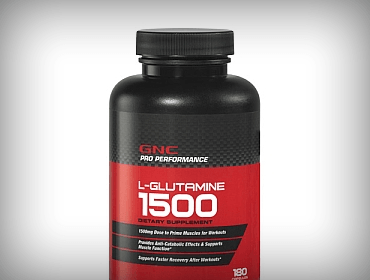 GNC
PRO PERFORMANCE
L-GLUTAMINE
1500
DIETARY SUPPLEMENT
1500mg Dose to Prime Muscles for Workouts
Provides Anti-Catabolic Effects & Supports
Muscle Function*
Supports Faster Recovery After Workouts*
180